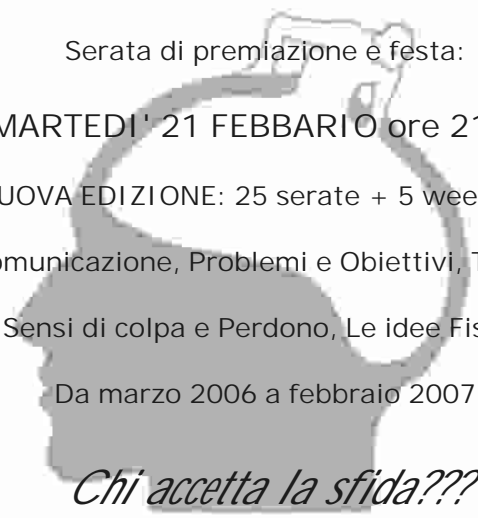 Serata di premiazione e festa:
MARTEDI' 21 FEBBARIO ore 21
UOVA EDIZIONE: 25 serate + 5 wee
omunicazione, Problemi e Obiettivi, T
Sensi di colpa e Perdono, Le idee Fis
Da marzo 2006 a febbraio 2007
Chi accetta la sfida???